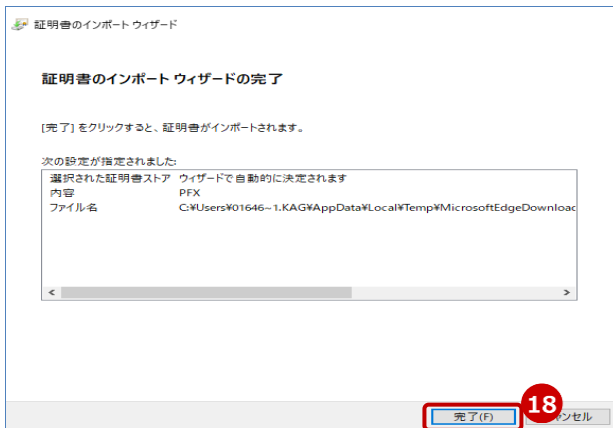 証明書のインポート ウィザード
証明書のインポート ウィザードの完了
[完了] をクリックすると、証明書がインポートされます。
次の設定が指定されました:
選択された証明書ストア ウィザードで自動的に決定されます
内容 PFX
ファイル名 C:¥Users¥01646~1.KAG¥AppData¥Local¥Temp¥MicrosoftEdgeDownloac
完了(F) 18 ンセル